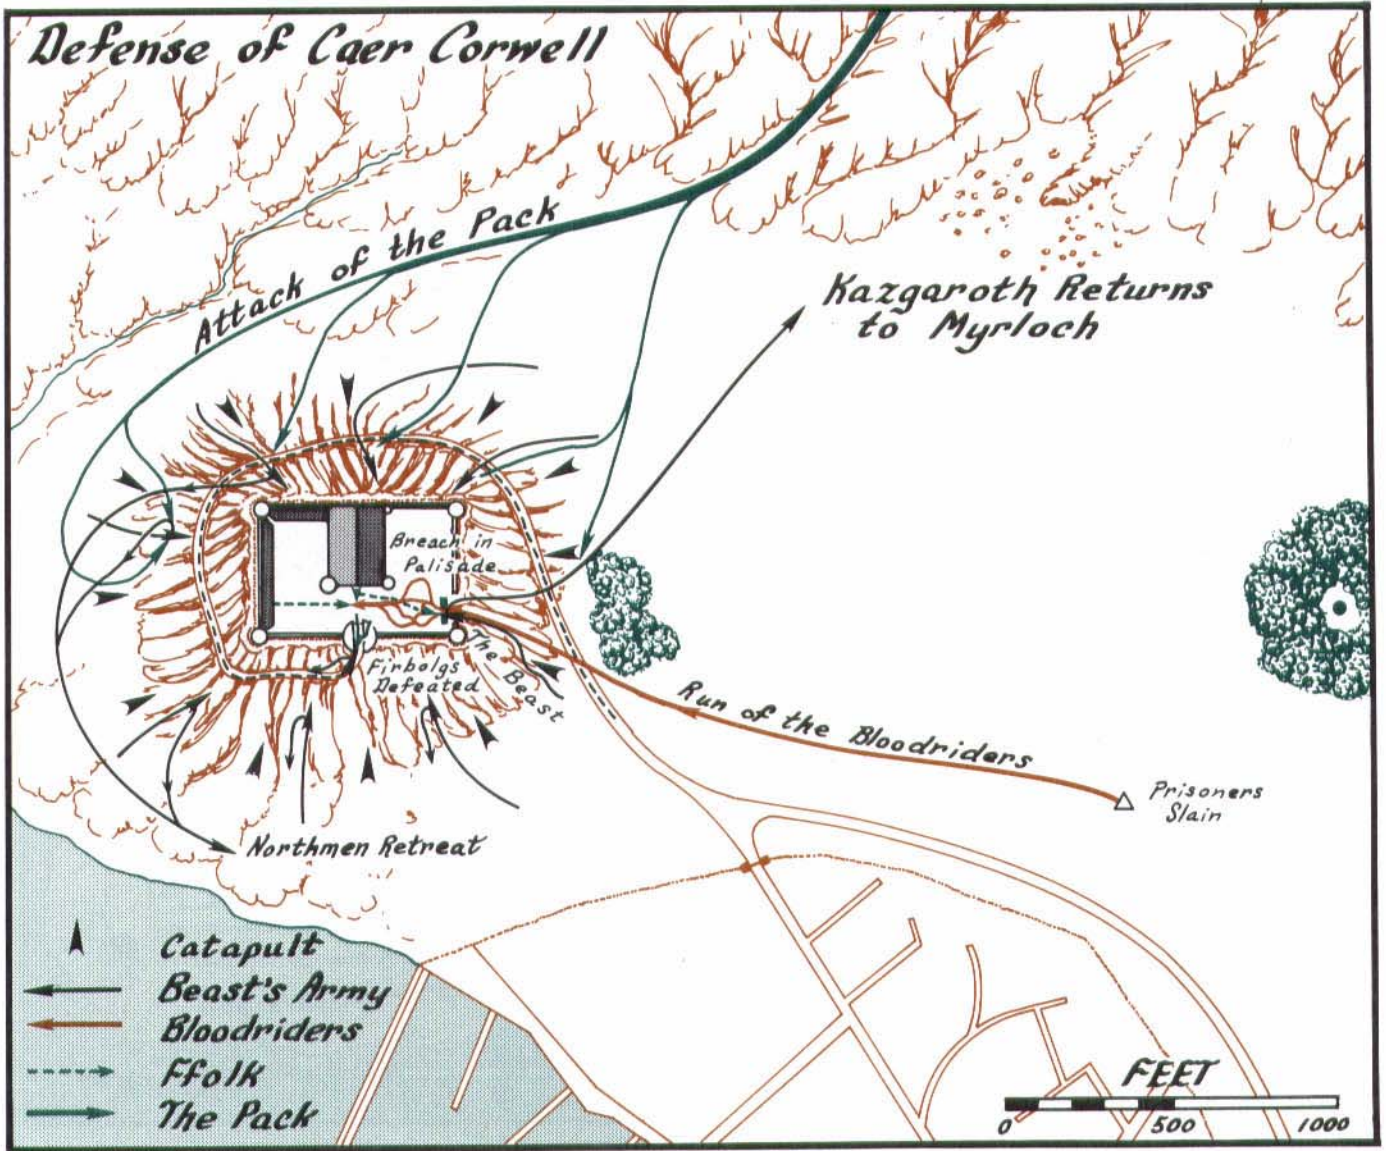 Defense of Caer Corwell
Attack of the Pack
Kazgaroth Returns
to Myrloch
Breach in
Palisade
Firbolgs
Defeated
The Beast
Run of the Bloodriders
Prisoners
Slain
Northmen Retreat
Catapult
Beast's Army
Bloodriders
Ffolk
The Pack
FEET
0 500 1000